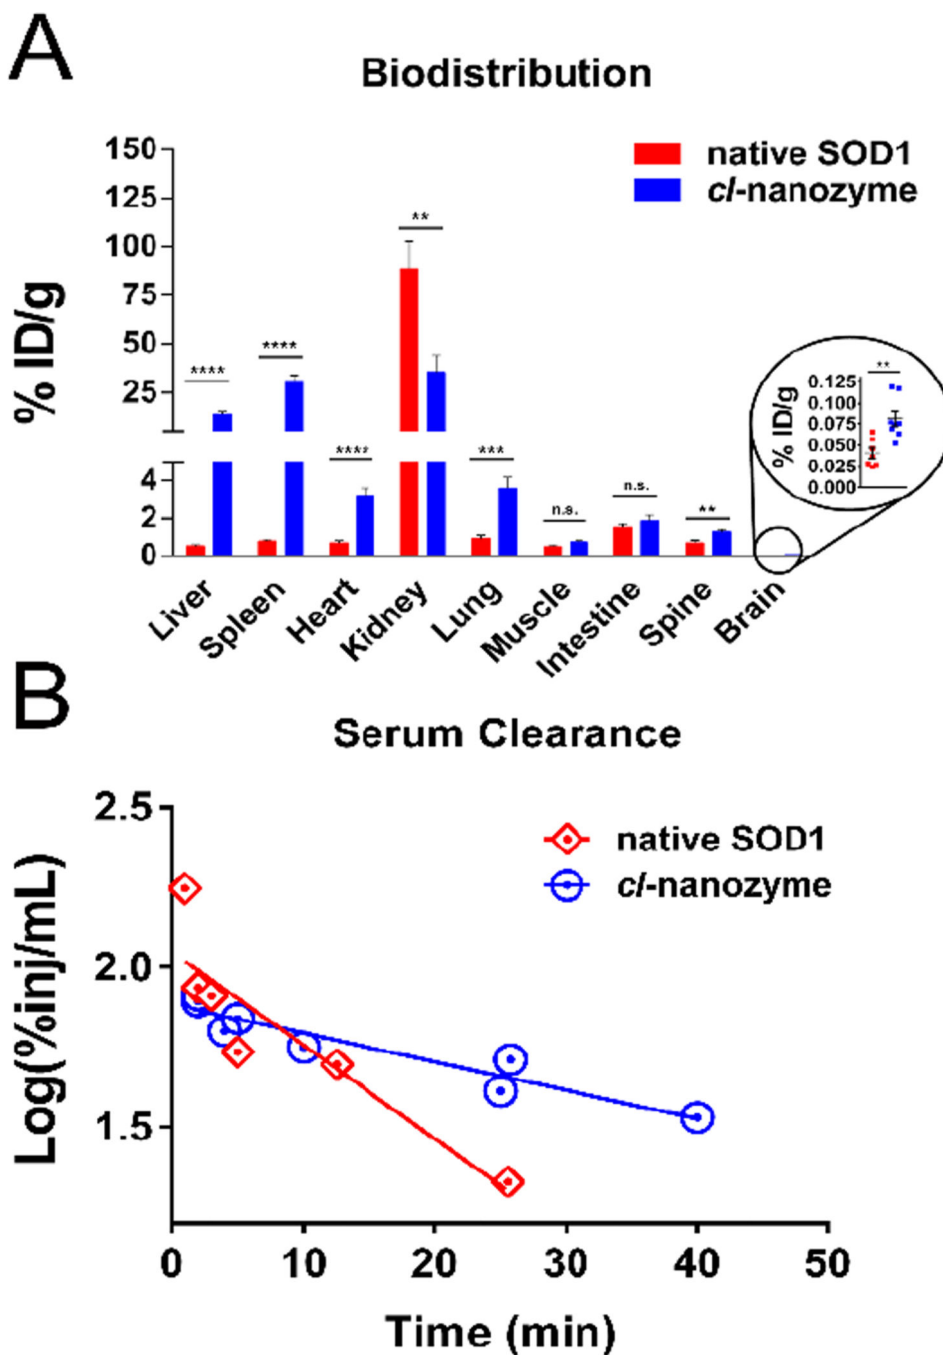 A
Biodistribution
native SOD1
cl-nanozyme
% ID/g
150
125
100
75
50
25
4
2
0
****
****
****
**
***
n.s.
n.s.
**
**
% ID/g
0.125
0.100
0.075
0.050
0.025
0.000
Liver
Spleen
Heart
Kidney
Lung
Muscle
Intestine
Spine
Brain
B
Serum Clearance
native SOD1
cl-nanozyme
Log(%inj/mL)
2.5
2.0
1.5
0 10 20 30 40 50
Time (min)